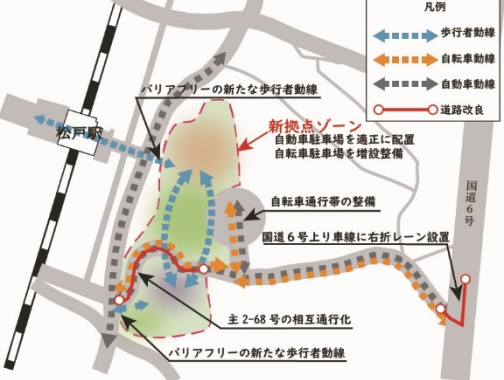 凡例
歩行者動線
自転車動線
自動車動線
道路改良
バリアフリーの新たな歩行者動線
松戸駅
新拠点ゾーン
自動車駐車場を適正に配置
自転車駐車場を増設整備
自転車通行帯の整備
国道6号
国道6号上り車線に右折レーン設置
主2-68号の相互通行化
バリアフリーの新たな歩行者動線